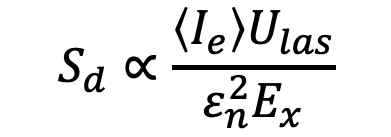 S_d ∝ ⟨I_e⟩U_las / ε_n^2 E_x